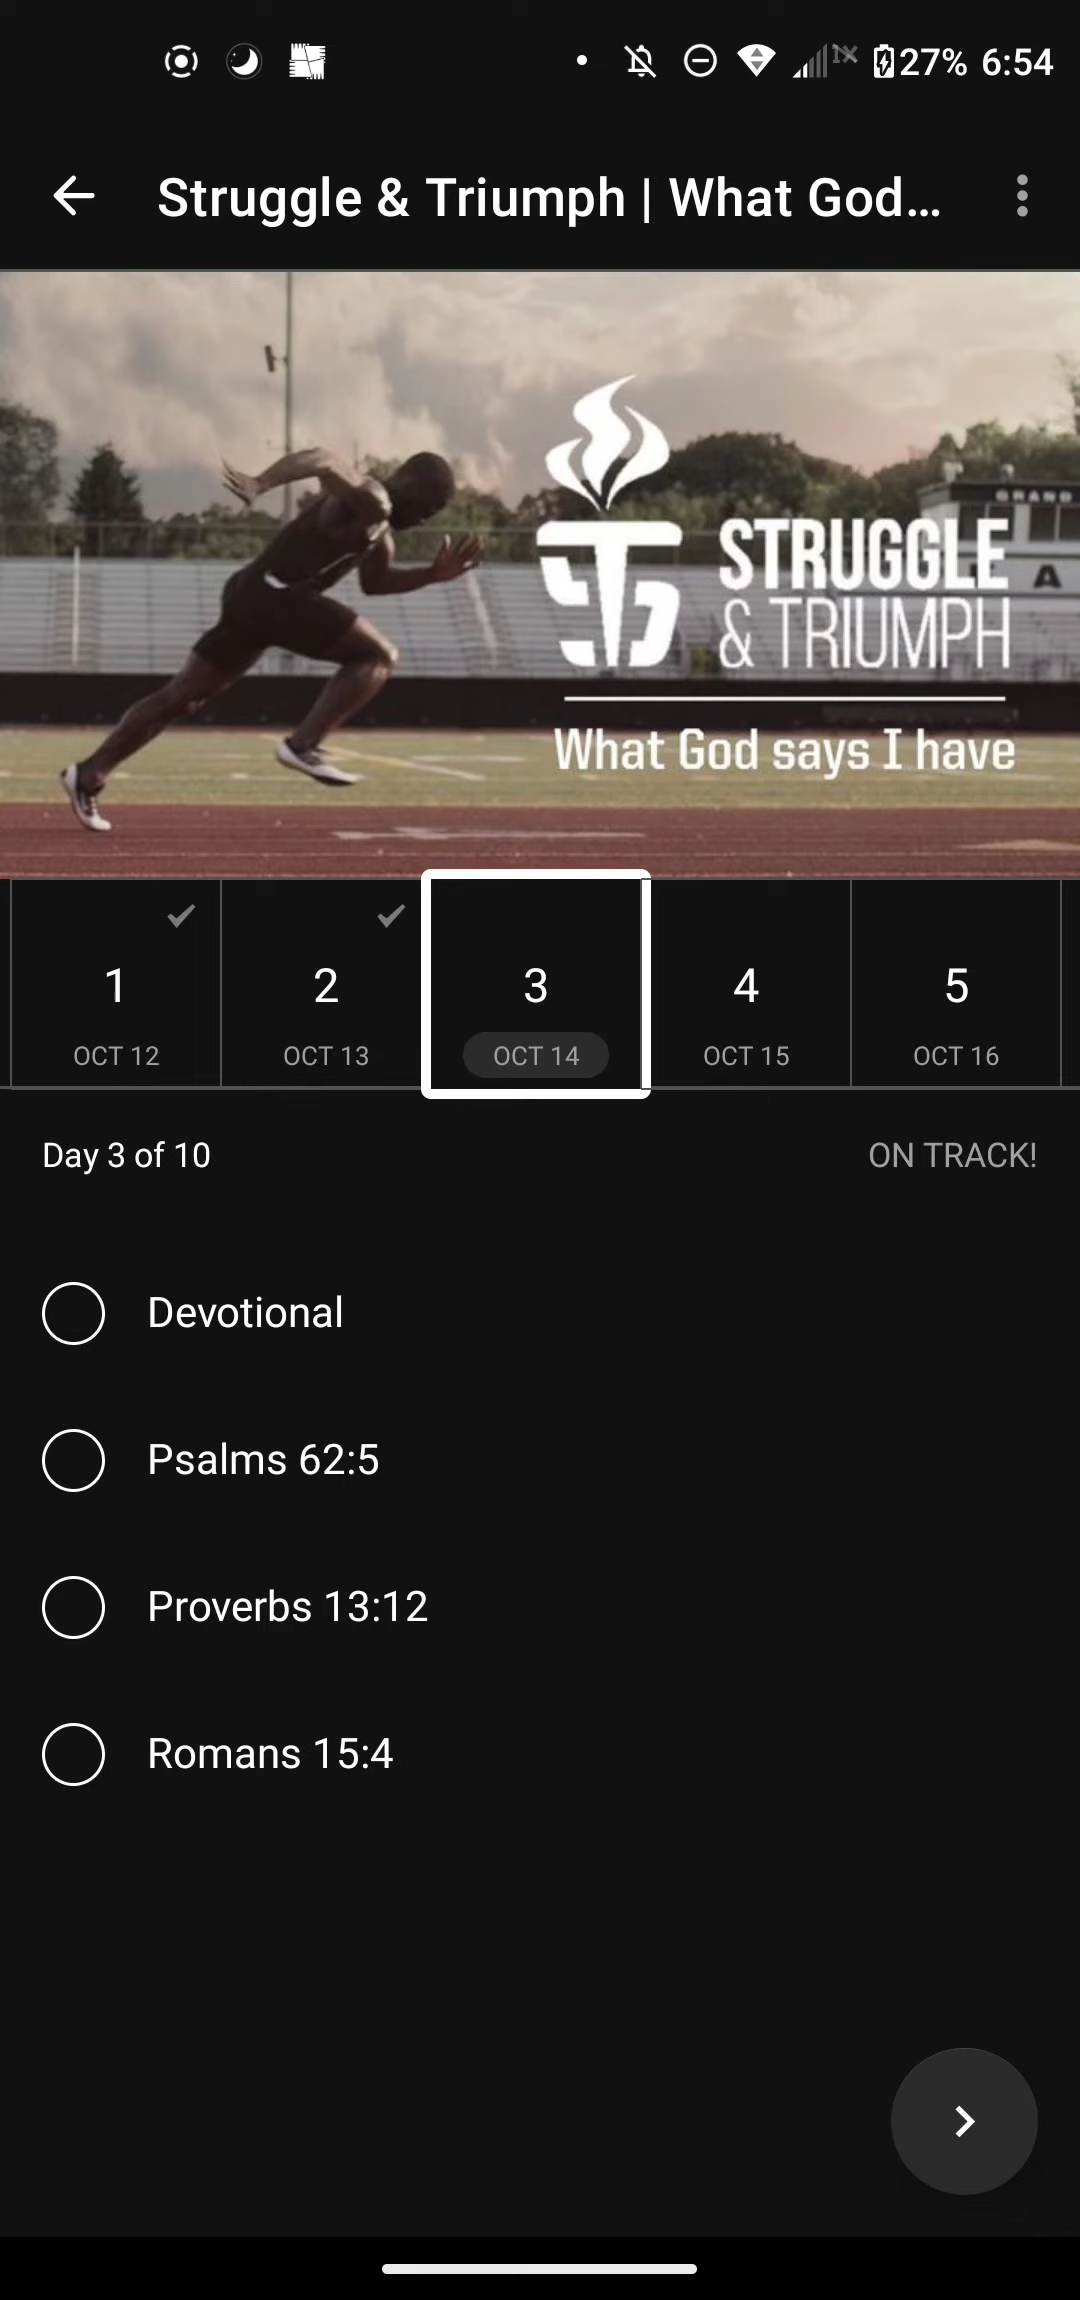 1X 27% 6:54
Struggle & Triumph | What God...
GRAND
A
STRUGGLE
& TRIUMPH
What God says I have
1 2 3 4 5
OCT 12 OCT 13 OCT 14 OCT 15 OCT 16
Day 3 of 10 ON TRACK!
Devotional
Psalms 62:5
Proverbs 13:12
Romans 15:4